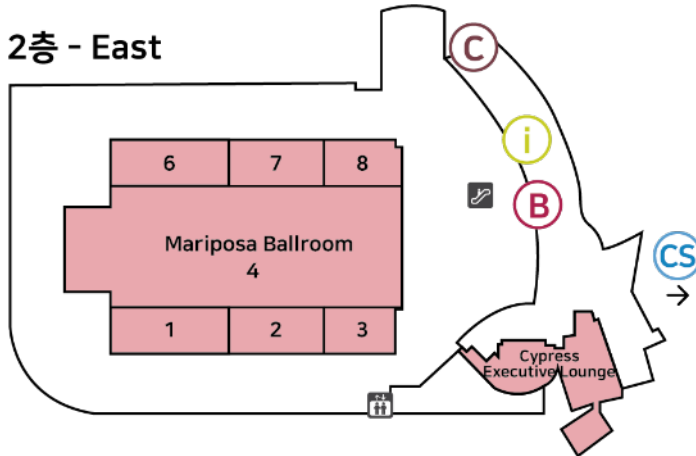 2층 - East
C
i
B
CS
6 7 8
Mariposa Ballroom
4
1 2 3
Cypress
Executive Lounge